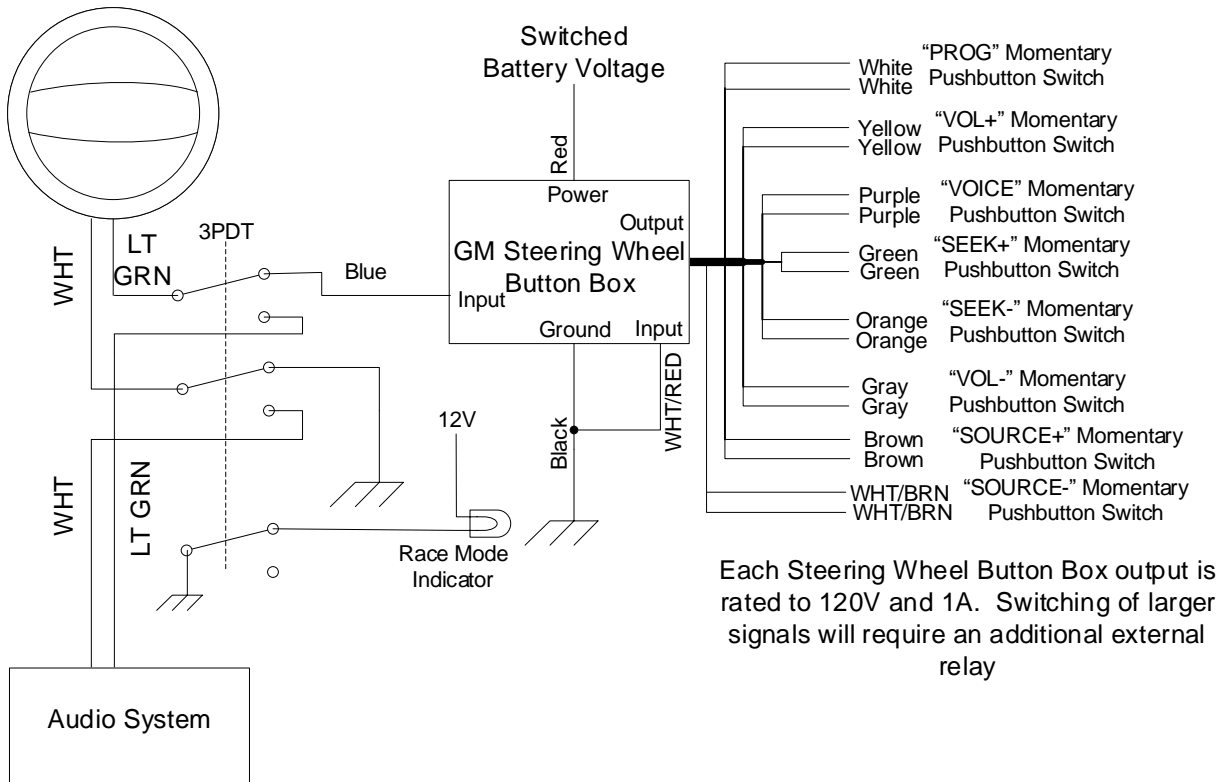 Switched
Battery Voltage
Red
Power
Output
GM Steering Wheel
Button Box
Input
Ground
Input
WHT
LT
GRN
3PDT
Blue
12V
Black
WHT/RED
WHT
LT GRN
Race Mode
Indicator
Audio System
White
White
“PROG” Momentary
Pushbutton Switch
Yellow
Yellow
“VOL+” Momentary
Pushbutton Switch
Purple
Purple
“VOICE” Momentary
Pushbutton Switch
Green
Green
“SEEK+” Momentary
Pushbutton Switch
Orange
Orange
“SEEK-” Momentary
Pushbutton Switch
Gray
Gray
“VOL-” Momentary
Pushbutton Switch
Brown
Brown
“SOURCE+” Momentary
Pushbutton Switch
WHT/BRN
WHT/BRN
“SOURCE-” Momentary
Pushbutton Switch
Each Steering Wheel Button Box output is
rated to 120V and 1A. Switching of larger
signals will require an additional external
relay